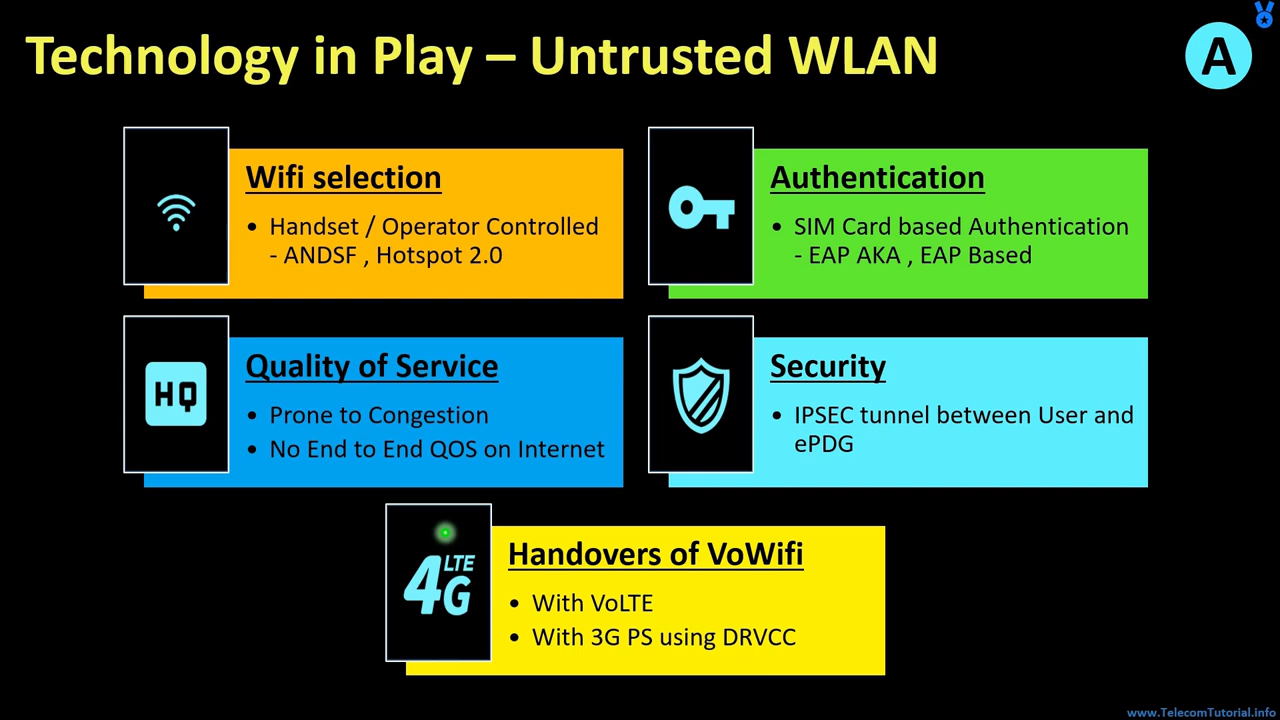 Technology in Play – Untrusted WLAN
A
Wifi selection
• Handset / Operator Controlled
- ANDSF , Hotspot 2.0
Authentication
• SIM Card based Authentication
- EAP AKA , EAP Based
HQ
Quality of Service
• Prone to Congestion
• No End to End QOS on Internet
Security
• IPSEC tunnel between User and
ePDG
4G LTE
Handovers of VoWifi
• With VoLTE
• With 3G PS using DRVCC
www.TelecomTutorial.info